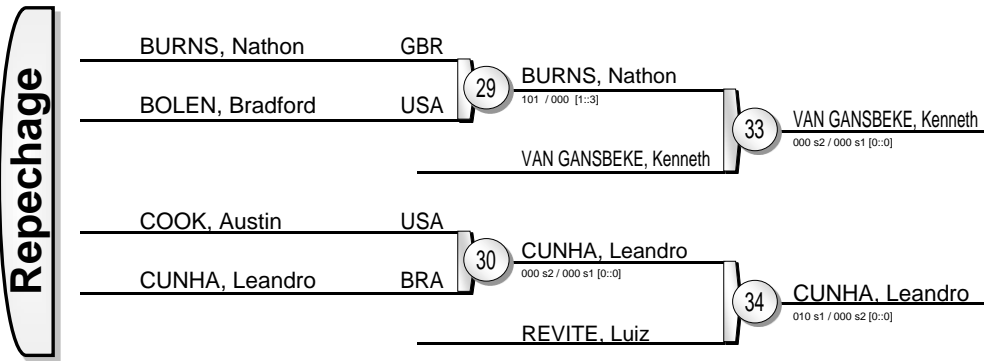 Repechage
BURNS, Nathon GBR
BOLEN, Bradford USA
29
BURNS, Nathon
101 / 000 [1::3]
VAN GANSBEKE, Kenneth
33
VAN GANSBEKE, Kenneth
000 s2 / 000 s1 [0::0]
COOK, Austin USA
CUNHA, Leandro BRA
30
CUNHA, Leandro
000 s2 / 000 s1 [0::0]
REVITE, Luiz
34
CUNHA, Leandro
010 s1 / 000 s2 [0::0]